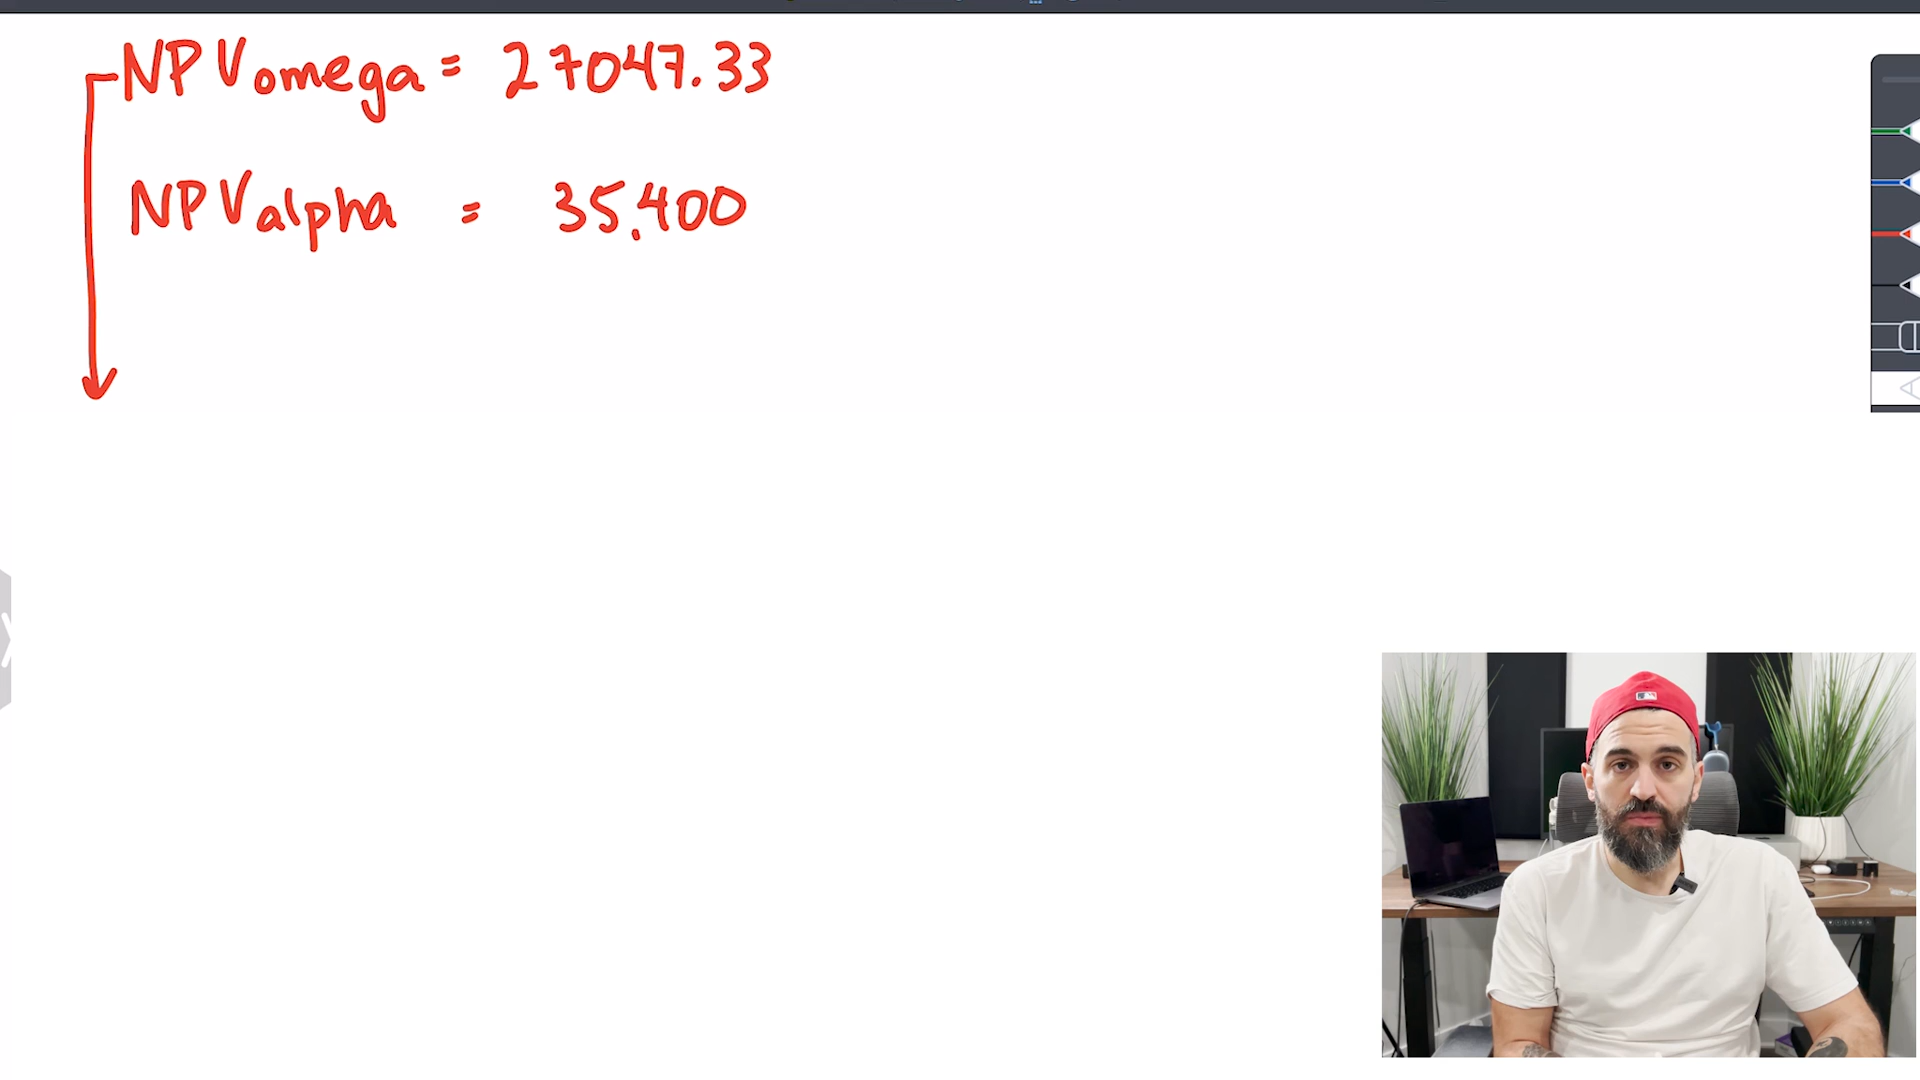 NPVomega = 27047.33
NPValpha = 35,400